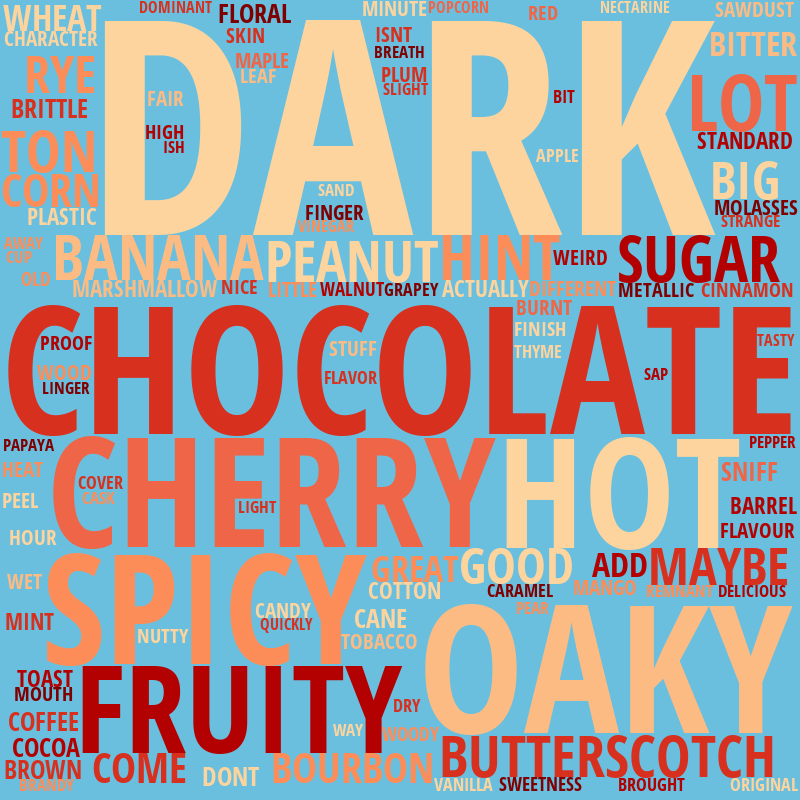 DOMINANT
FLORAL
MINUTE
POPCORN
RED
NECTARINE
SAWDUST
WHEAT
CHARACTER
SKIN
ISNT
BREATH
BITTER
DARK
RYE
MAPLE
LEAF
PLUM
SLIGHT
LOT
BRITTLE
FAIR
BIT
HIGH
ISH
STANDARD
TON
APPLE
CORN
SAND
BIG
PLASTIC
FINGER
VINEGAR
MOLASSES
STRANGE
AWAY
CUP
OLD
BANANA
PEANUT
HINT
WEIRD
SUGAR
MARSHMALLOW
NICE
LITTLE
WALNUT
GRAPEY
ACTUALLY
DIFFERENT
METALLIC
CINNAMON
BURNT
FINISH
THYME
CHOCOLATE
PROOF
STUFF
TASTY
WOOD
LINGER
FLAVOR
SAP
PAPAYA
PEPPER
CHERRY
HOT
HEAT
SNIFF
COVER
CASK
PEEL
LIGHT
BARREL
HOUR
FLAVOUR
SPICY
GREAT
GOOD
ADD
MAYBE
WET
COTTON
CARAMEL
MANGO
REMNANT
DELICIOUS
PEAR
MINT
CANDY
QUICKLY
CANE
NUTTY
TOBACCO
OAKY
TOAST
MOUTH
FRUITY
DRY
COFFEE
WAY
WOODY
COCOA
BUTTERSCOTCH
BROWN
COME
DONT
BOURBON
BRANDY
VANILLA
SWEETNESS
BROUGHT
ORIGINAL